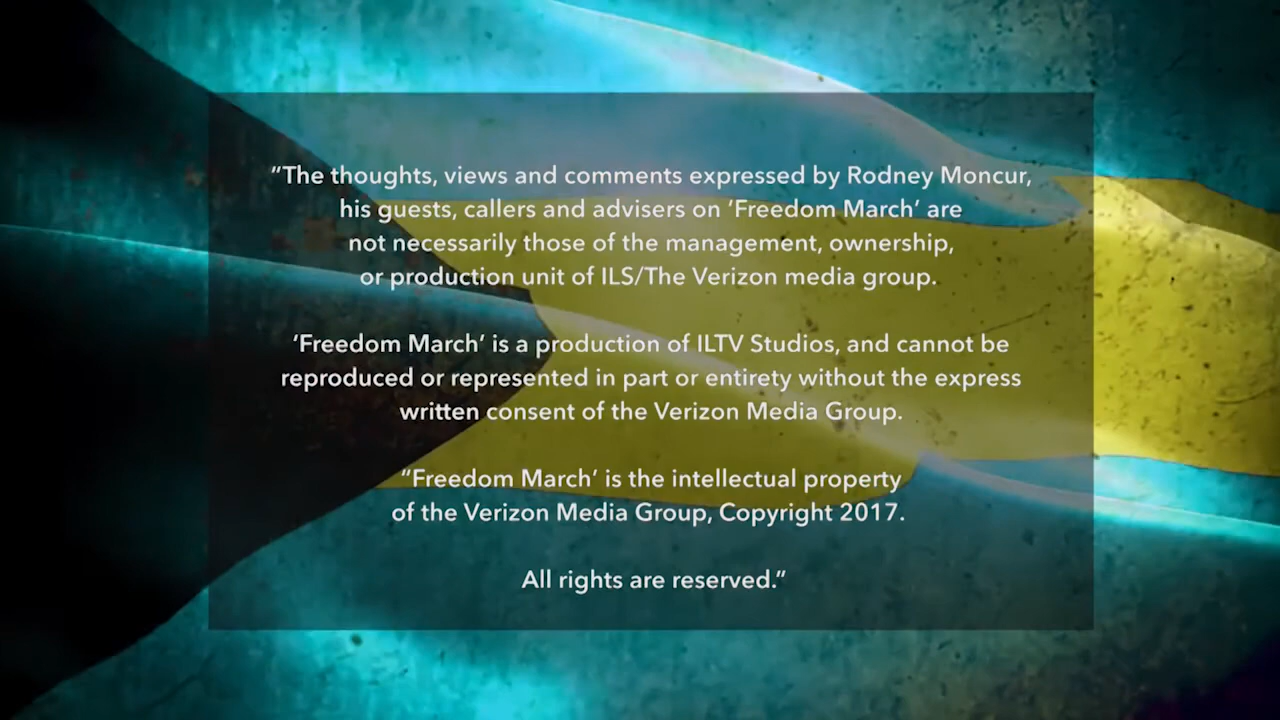 “The thoughts, views and comments expressed by Rodney Moncur,
his guests, callers and advisers on ‘Freedom March’ are
not necessarily those of the management, ownership,
or production unit of ILS/The Verizon media group.
‘Freedom March’ is a production of ILTV Studios, and cannot be
reproduced or represented in part or entirety without the express
written consent of the Verizon Media Group.
“Freedom March’ is the intellectual property
of the Verizon Media Group, Copyright 2017.
All rights are reserved.”